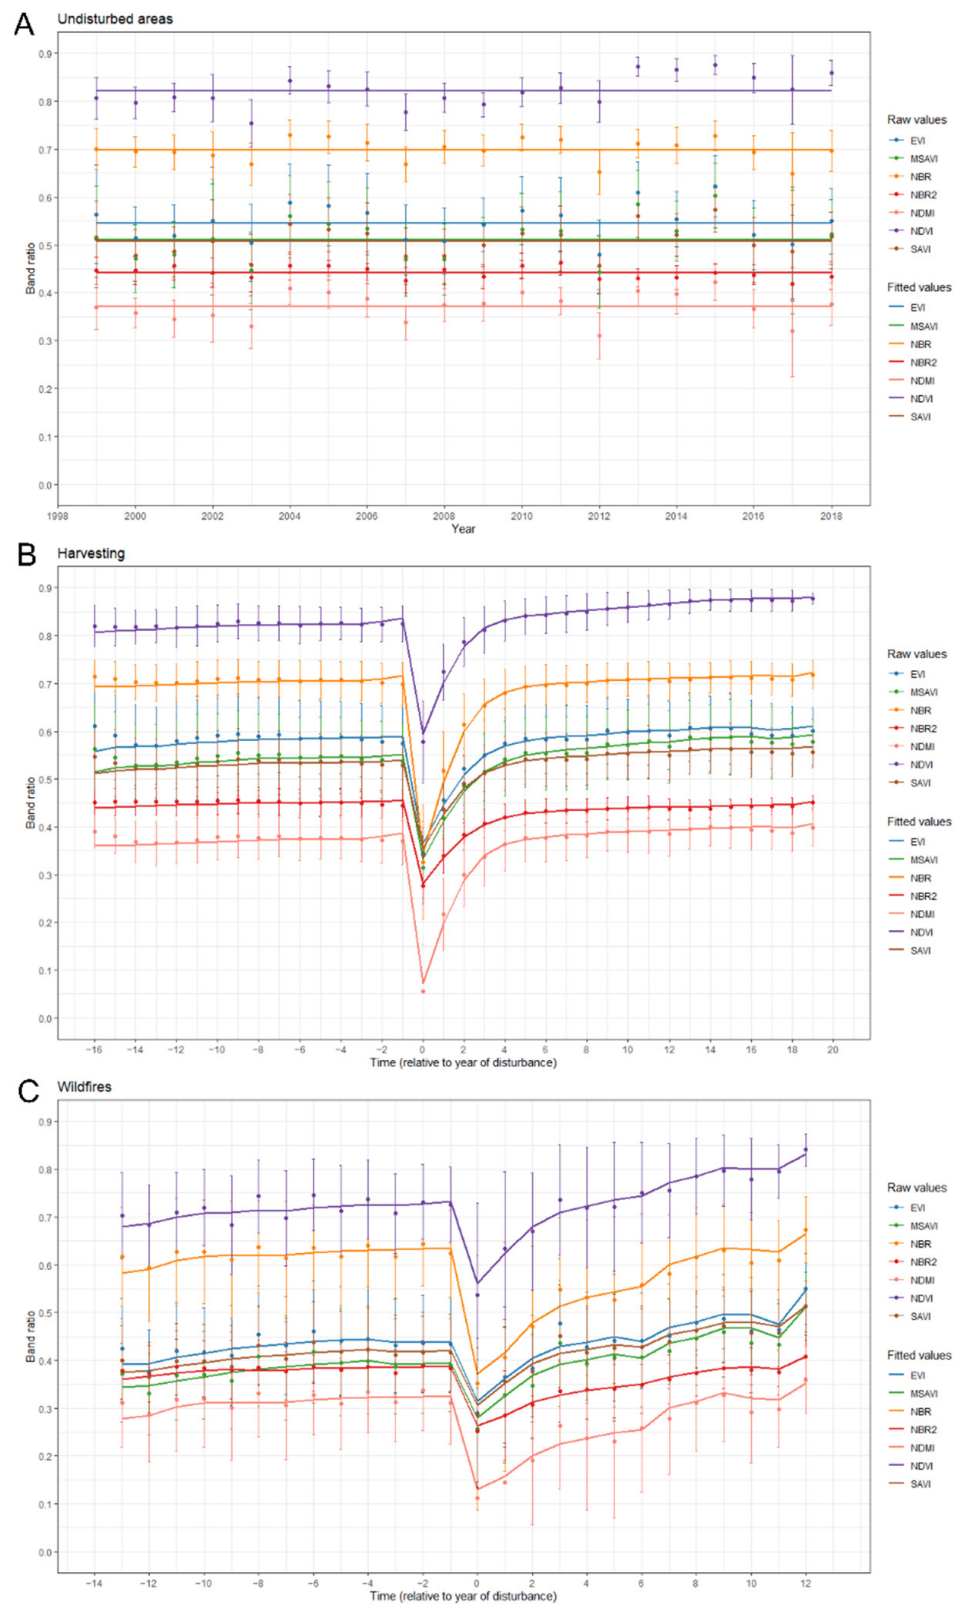 A
Undisturbed areas
Band ratio
0.9
0.8
0.7
0.6
0.5
0.4
0.3
0.2
0.1
0.0
1998 2000 2002 2004 2006 2008 2010 2012 2014 2016 2018
Year
Raw values
EVI
MSAVI
NBR
NBR2
NDMI
NDVI
SAVI
Fitted values
EVI
MSAVI
NBR
NBR2
NDMI
NDVI
SAVI
B
Harvesting
Band ratio
0.9
0.8
0.7
0.6
0.5
0.4
0.3
0.2
0.1
0.0
−16 −14 −12 −10 −8 −6 −4 −2 0 2 4 6 8 10 12 14 16 18 20
Time (relative to year of disturbance)
Raw values
EVI
MSAVI
NBR
NBR2
NDMI
NDVI
SAVI
Fitted values
EVI
MSAVI
NBR
NBR2
NDMI
NDVI
SAVI
C
Wildfires
Band ratio
0.9
0.8
0.7
0.6
0.5
0.4
0.3
0.2
0.1
0.0
−14 −12 −10 −8 −6 −4 −2 0 2 4 6 8 10 12
Time (relative to year of disturbance)
Raw values
EVI
MSAVI
NBR
NBR2
NDMI
NDVI
SAVI
Fitted values
EVI
MSAVI
NBR
NBR2
NDMI
NDVI
SAVI